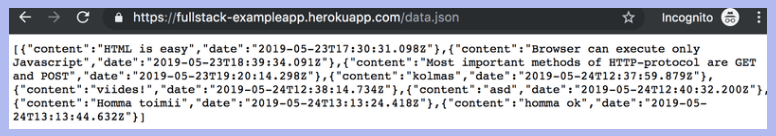 https://fullstack-exampleapp.herokuapp.com/data.json Incognito
[{"content":"HTML is easy","date":"2019-05-23T17:30:31.098Z"},{"content":"Browser can execute only
Javascript","date":"2019-05-23T18:39:34.091Z"},{"content":"Most important methods of HTTP-protocol are GET
and POST","date":"2019-05-23T19:20:14.298Z"},{"content":"kolmas","date":"2019-05-24T12:37:59.879Z"},
{"content":"viides!","date":"2019-05-24T12:38:14.734Z"},{"content":"asd","date":"2019-05-24T12:40:32.200Z"},
{"content":"Homma toimii","date":"2019-05-24T13:13:24.418Z"},{"content":"homma ok","date":"2019-05-
24T13:13:44.632Z"}]